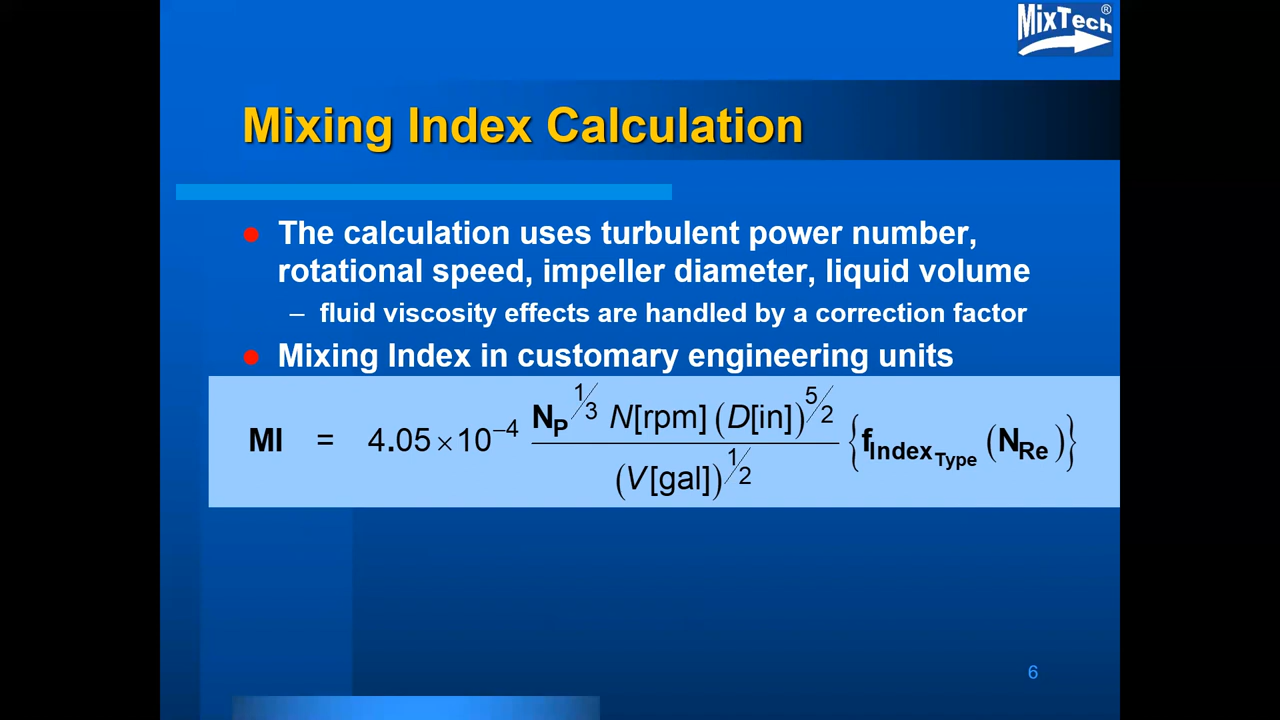 MixTech®
Mixing Index Calculation
● The calculation uses turbulent power number,
rotational speed, impeller diameter, liquid volume
– fluid viscosity effects are handled by a correction factor
● Mixing Index in customary engineering units
MI = 4.05×10⁻⁴ N_P^(1/3) N[rpm] (D[in])^(5/2) / (V[gal])^(1/2) {f_Index_Type (N_Re)}
6